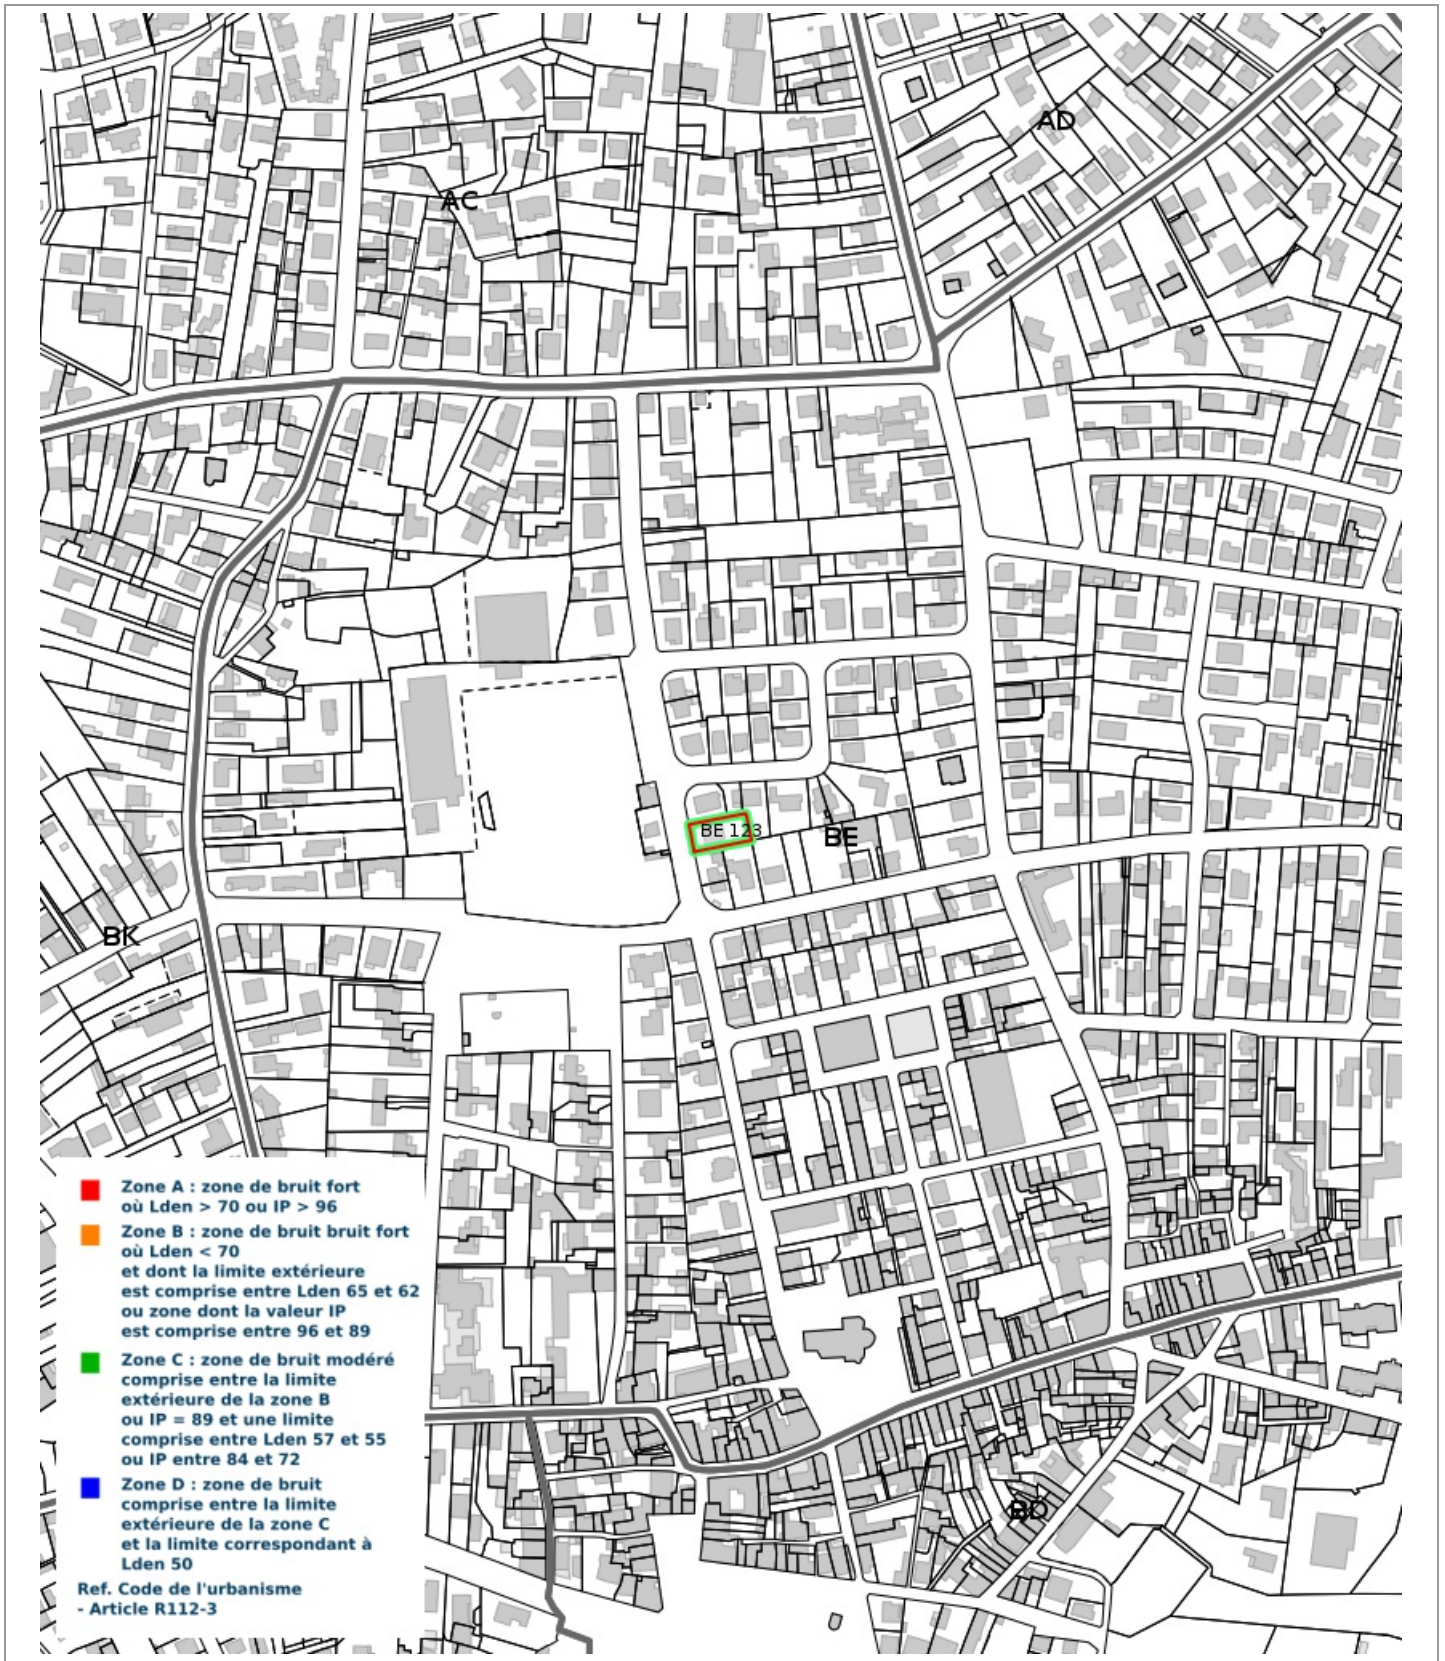 AD
AC
BE 123
BE
BK
Zone A : zone de bruit fort
où Lden > 70 ou IP > 96
Zone B : zone de bruit bruit fort
où Lden < 70
et dont la limite extérieure
est comprise entre Lden 65 et 62
ou zone dont la valeur IP
est comprise entre 96 et 89
Zone C : zone de bruit modéré
comprise entre la limite
extérieure de la zone B
ou IP = 89 et une limite
comprise entre Lden 57 et 55
ou IP entre 84 et 72
Zone D : zone de bruit
comprise entre la limite
extérieure de la zone C
et la limite correspondant à
Lden 50
Ref. Code de l'urbanisme
- Article R112-3
BD